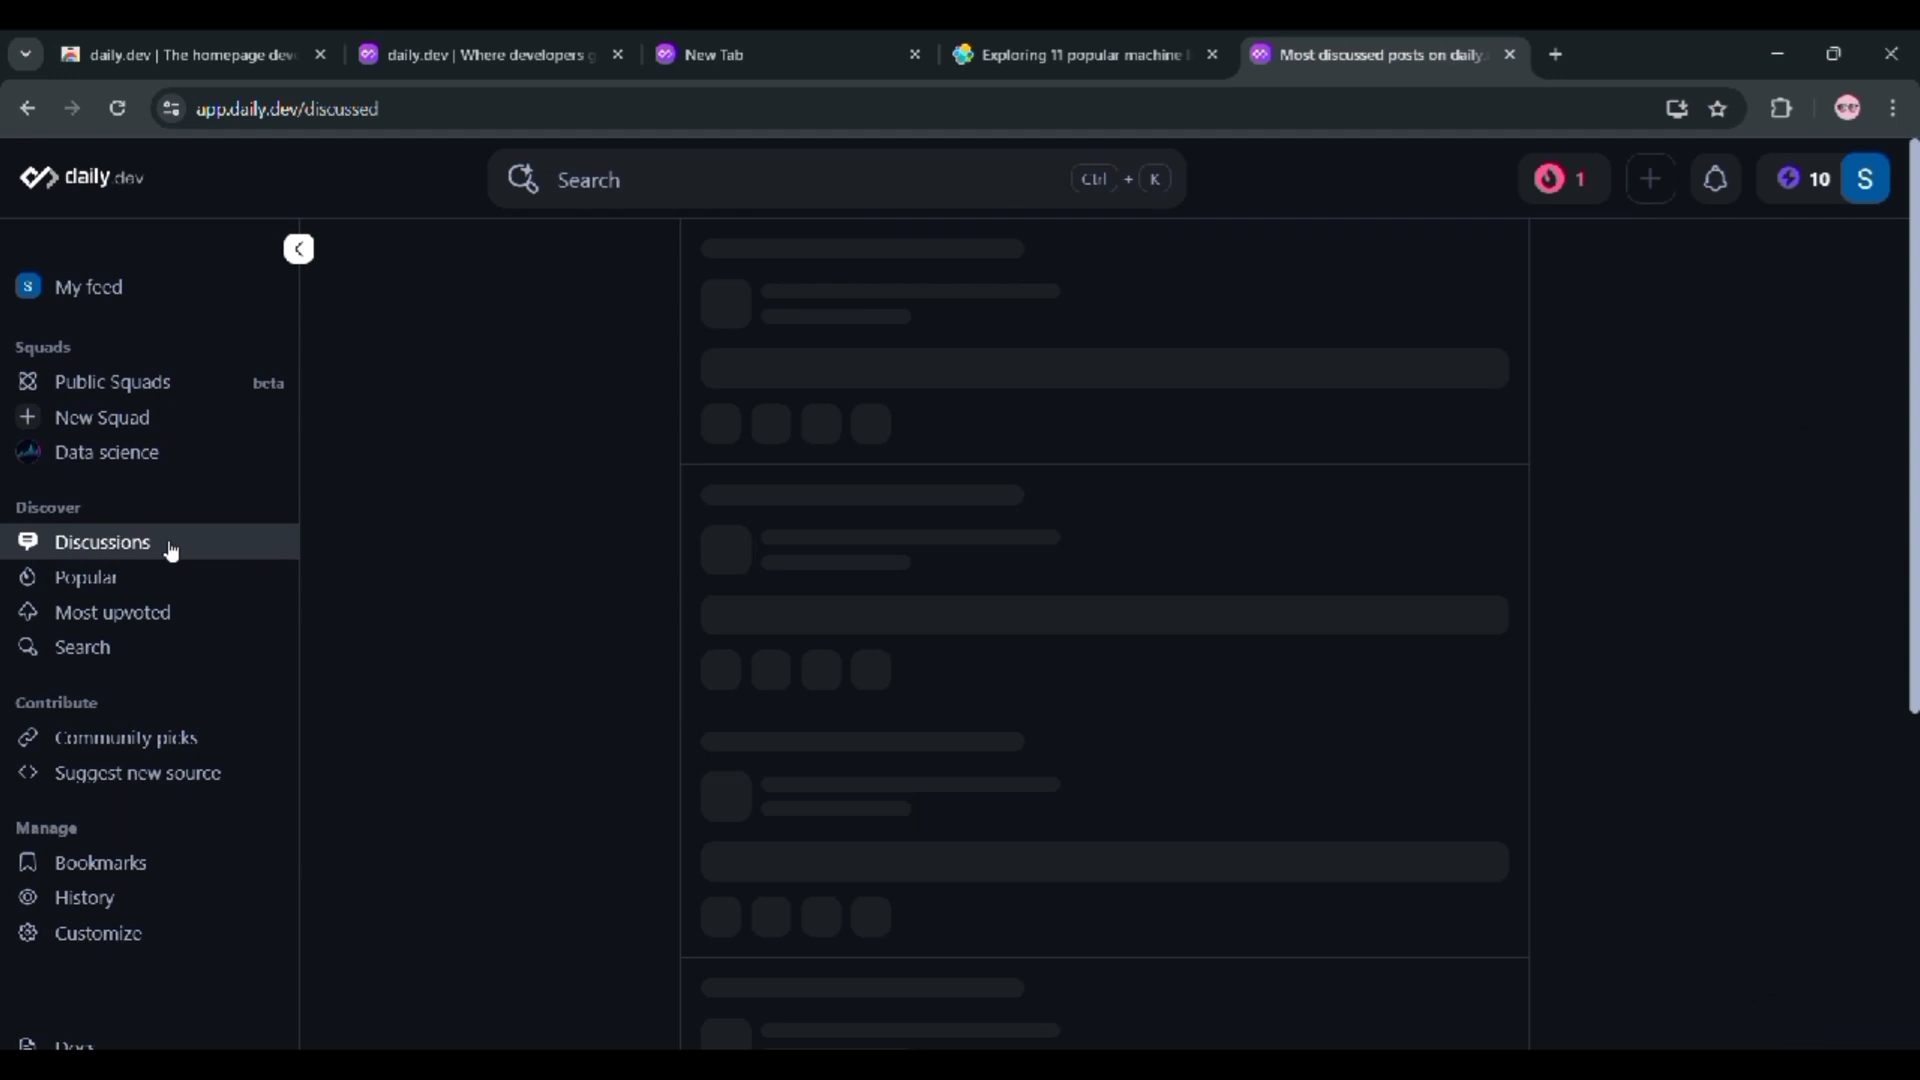 daily.dev | The homepage dev
daily.dev | Where developers g
New Tab
Exploring 11 popular machine l
Most discussed posts on daily.
app.daily.dev/discussed
daily.dev
Search
Ctrl + K
1
10
S
S
My feed
Squads
Public Squads
beta
New Squad
Data science
Discover
Discussions
Popular
Most upvoted
Search
Contribute
Community picks
Suggest new source
Manage
Bookmarks
History
Customize
Docs